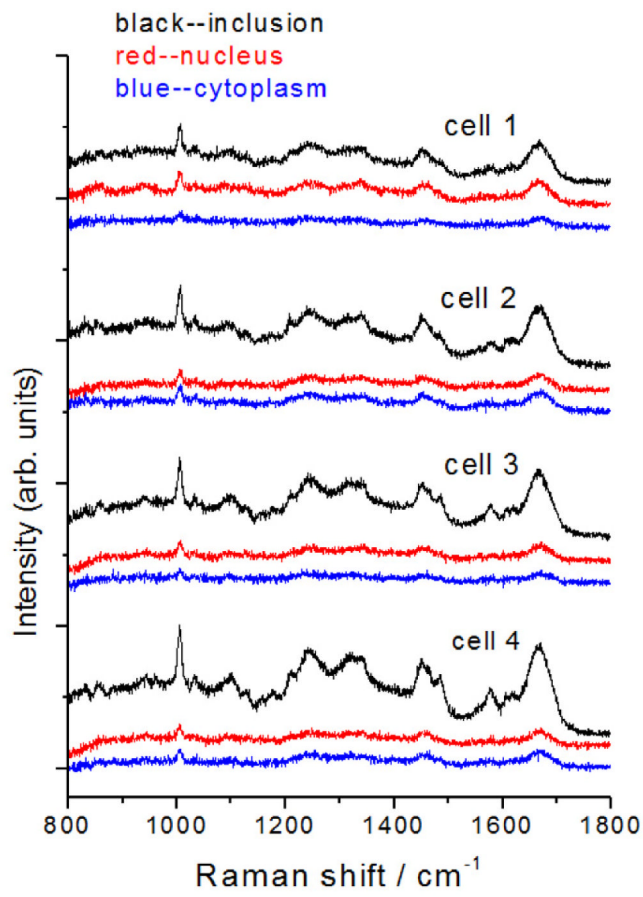 black--inclusion
red--nucleus
blue--cytoplasm
cell 1
cell 2
cell 3
cell 4
Intensity (arb. units)
800 1000 1200 1400 1600 1800
Raman shift / cm⁻¹